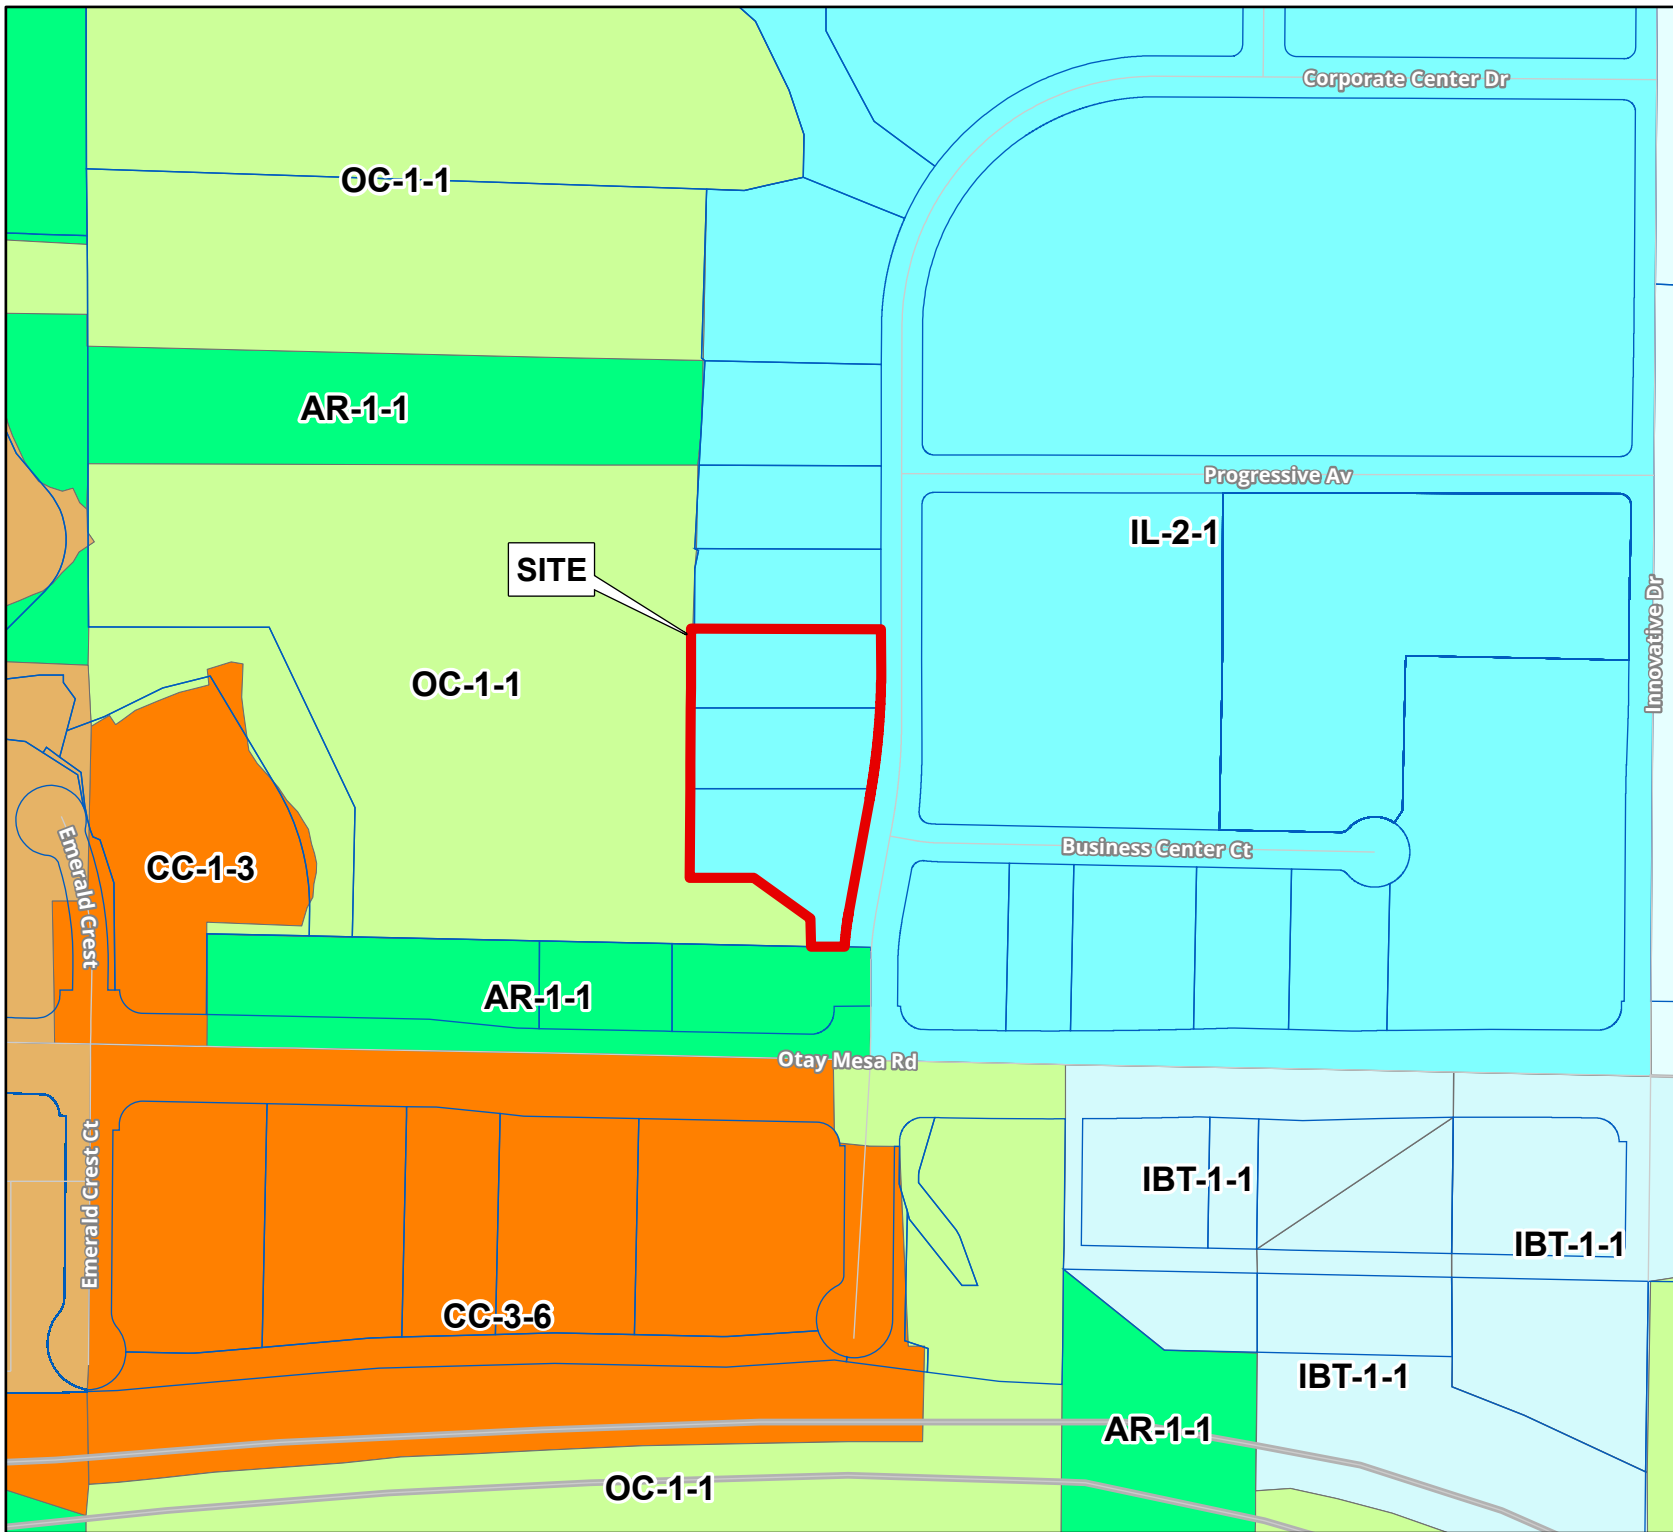 Corporate Center Dr
OC-1-1
AR-1-1
Progressive Av
IL-2-1
SITE
Innovative Dr
OC-1-1
Business Center Ct
CC-1-3
Emerald Crest
AR-1-1
Otay Mesa Rd
IBT-1-1
Emerald Crest Ct
IBT-1-1
CC-3-6
IBT-1-1
AR-1-1
OC-1-1